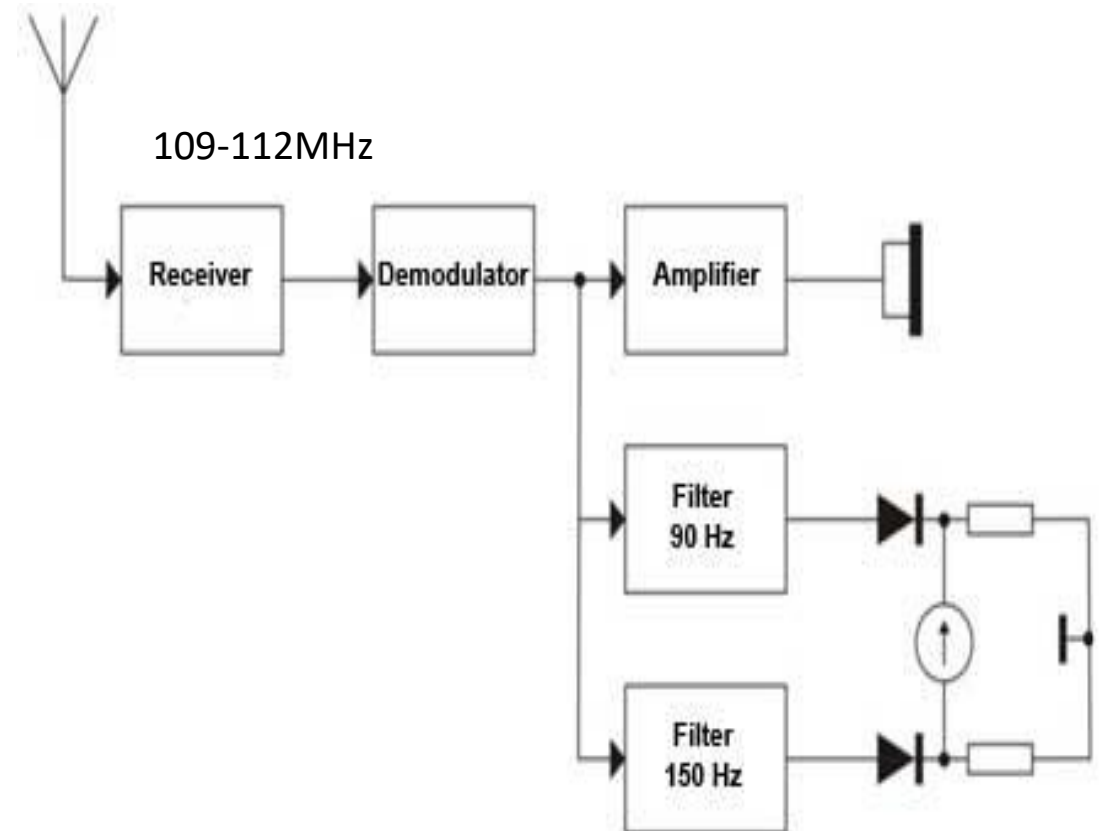 109-112MHz
Receiver
Demodulator
Amplifier
Filter
90 Hz
Filter
150 Hz